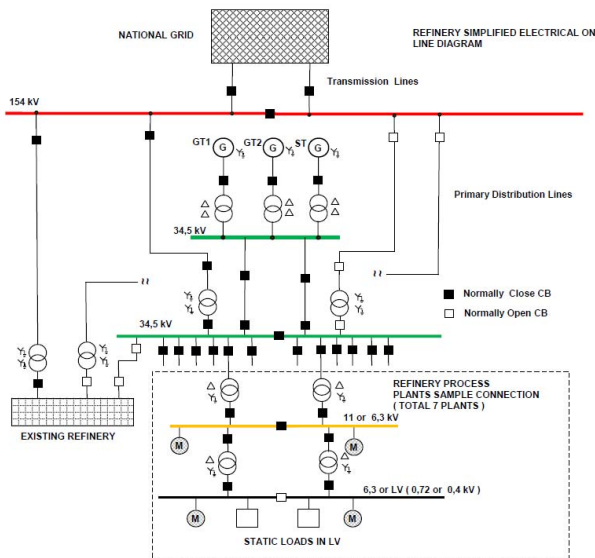 NATIONAL GRID
REFINERY SIMPLIFIED ELECTRICAL ON
LINE DIAGRAM
Transmission Lines
154 kV
GT1
GT2
ST
G
G
G
Primary Distribution Lines
34,5 kV
Normally Close CB
Normally Open CB
34,5 kV
REFINERY PROCESS
PLANTS SAMPLE CONNECTION
( TOTAL 7 PLANTS )
11 or 6,3 kV
EXISTING REFINERY
M
M
6,3 or LV ( 0,72 or 0,4 kV )
M
M
STATIC LOADS IN LV